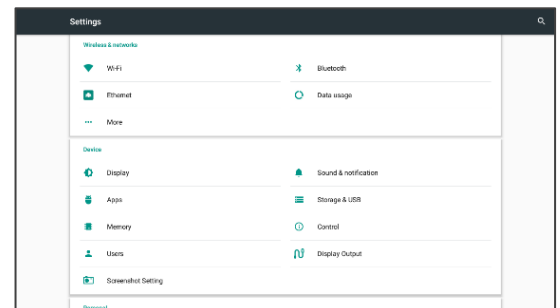 Settings
Wireless & networks
Wi-Fi
Bluetooth
Ethernet
Data usage
More
Device
Display
Sound & notification
Apps
Storage & USB
Memory
Control
Users
Display Output
Screenshot Setting
Personal